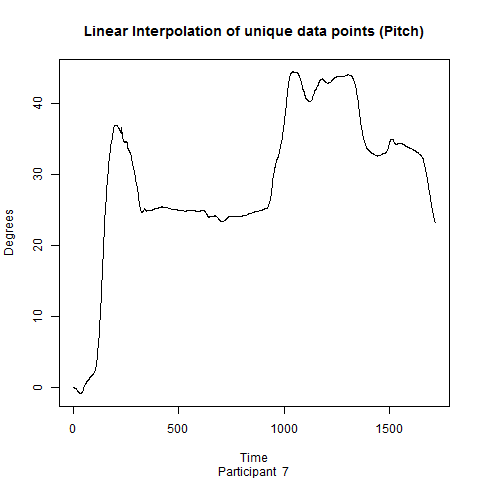 Linear Interpolation of unique data points (Pitch)
Degrees
40
30
20
10
0
0 500 1000 1500
Time
Participant 7